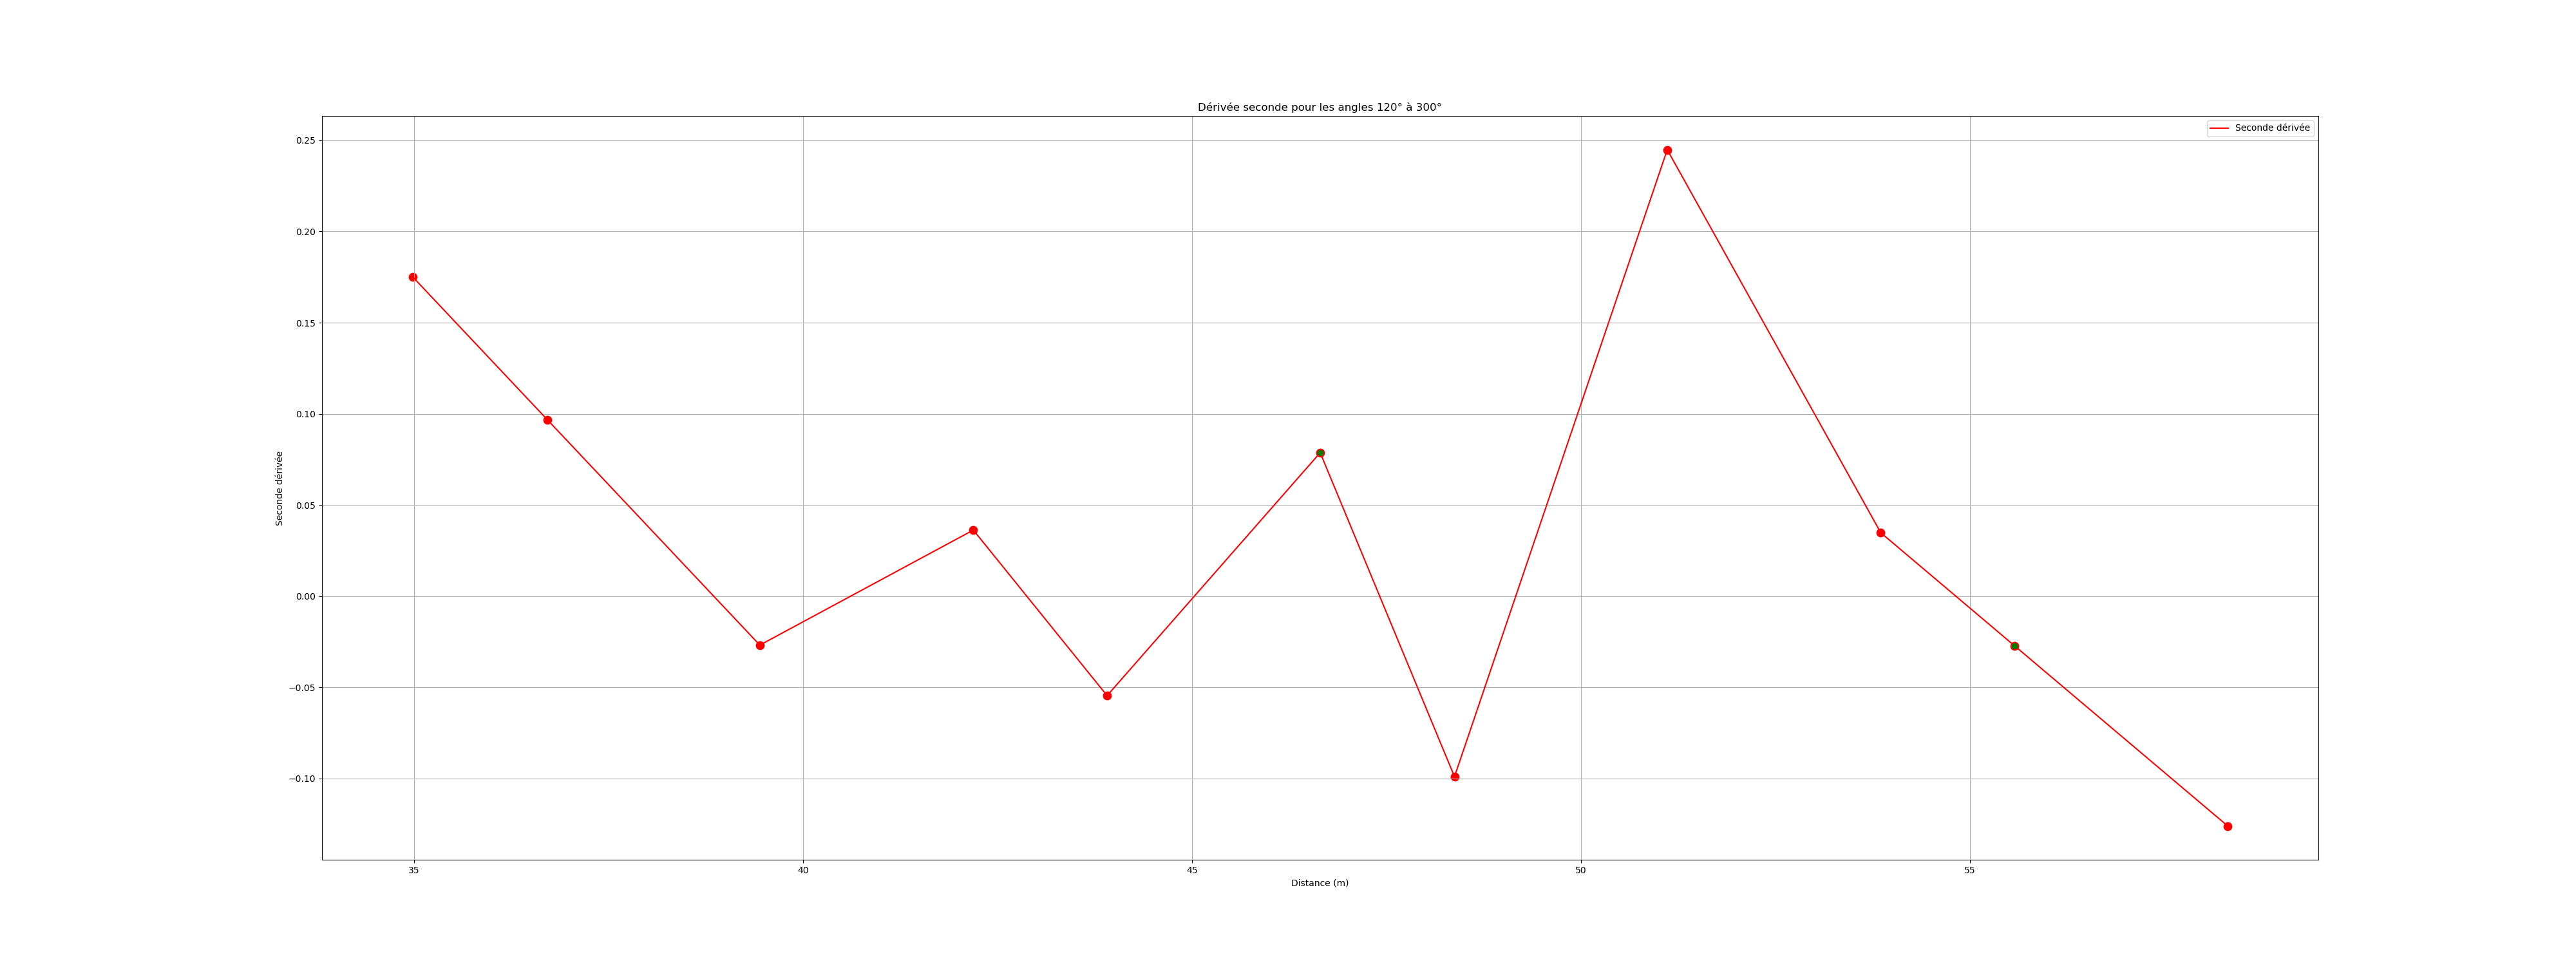 Dérivée seconde pour les angles 120° à 300°
Seconde dérivée
0.25
0.20
0.15
0.10
0.05
0.00
−0.05
−0.10
Seconde dérivée
35 40 45 50 55
Distance (m)